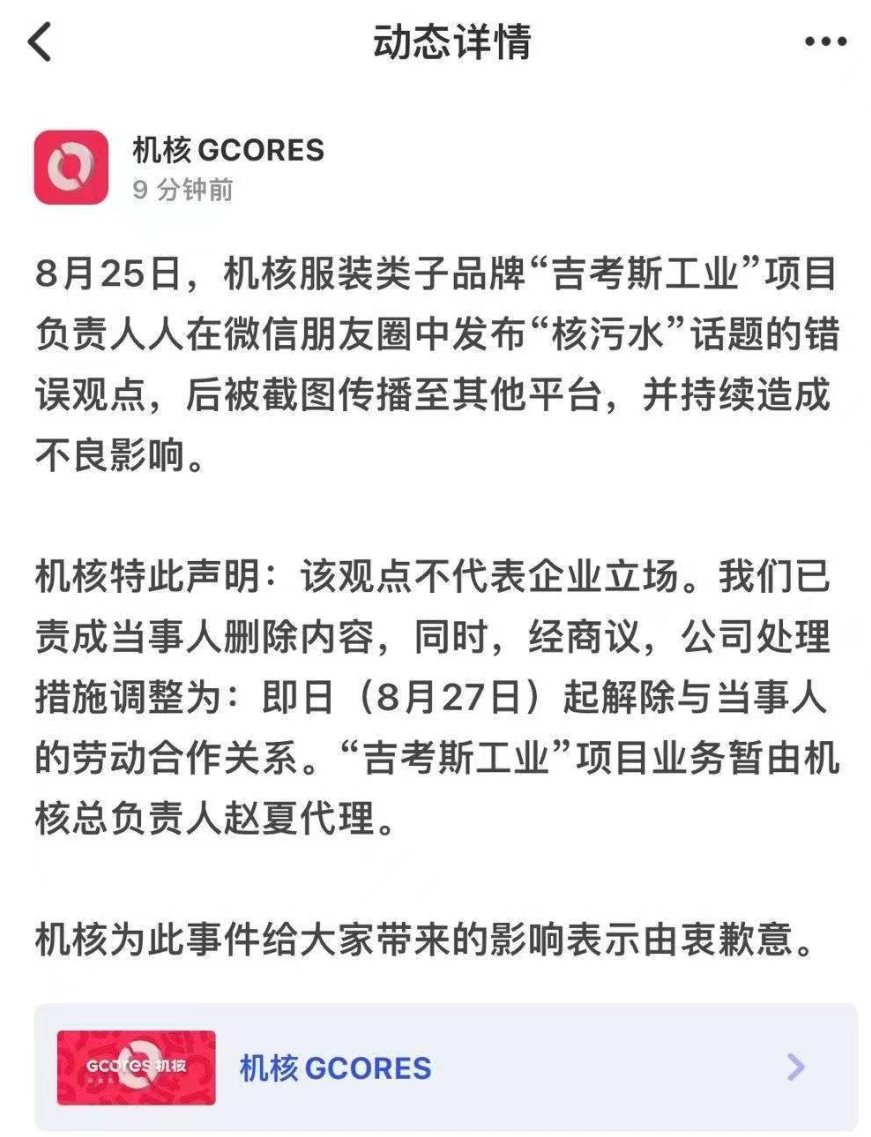 动态详情
机核 GCORES
9 分钟前
8月25日，机核服装类子品牌“吉考斯工业”项目
负责人人在微信朋友圈中发布“核污水”话题的错
误观点，后被截图传播至其他平台，并持续造成
不良影响。
机核特此声明：该观点不代表企业立场。我们已
责成当事人删除内容，同时，经商议，公司处理
措施调整为：即日（8月27日）起解除与当事人
的劳动合作关系。“吉考斯工业”项目业务暂由机
核总负责人赵夏代理。
机核为此事件给大家带来的影响表示由衷歉意。
GCORES 机核
机核 GCORES